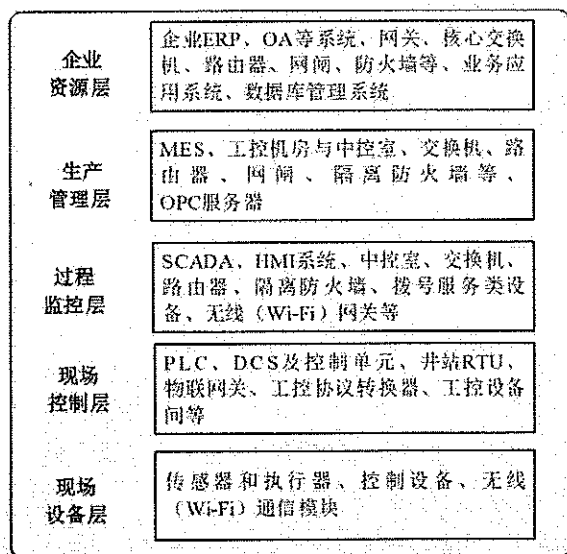 企业
资源层
企业ERP、OA等系统、网关、核心交换
机、路由器、网闸、防火墙等、业务应
用系统、数据库管理系统
生产
管理层
MES、工控机房与中控室、交换机、路
由器、网闸、隔离防火墙等、
OPC服务器
过程
监控层
SCADA、HMI系统、中控室、交换机、
路由器、隔离防火墙、拨号服务类设
备、无线（Wi-Fi）网关等
现场
控制层
PLC、DCS及控制单元、井站RTU、
物联网关、工控协议转换器、工控设备
间等
现场
设备层
传感器和执行器、控制设备、无线
（Wi-Fi）通信模块